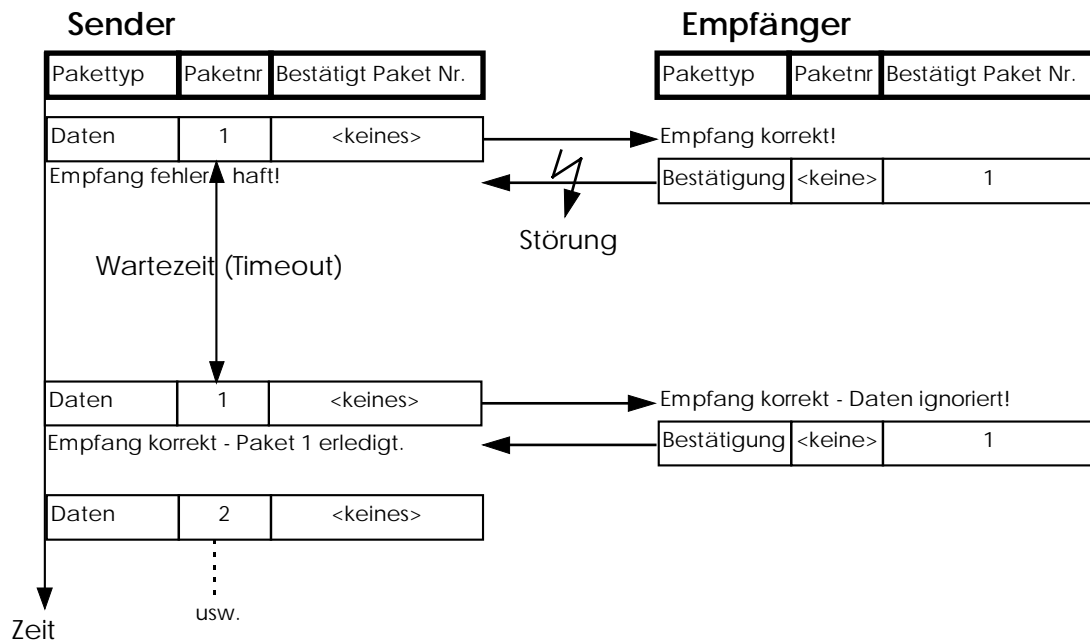 Sender
Empfänger
Pakettyp Paketnr Bestätigt Paket Nr.
Pakettyp Paketnr Bestätigt Paket Nr.
Daten 1 <keines>
Empfang korrekt!
Empfang fehler haft!
Bestätigung <keine> 1
Störung
Wartezeit (Timeout)
Daten 1 <keines>
Empfang korrekt - Daten ignoriert!
Empfang korrekt - Paket 1 erledigt.
Bestätigung <keine> 1
Daten 2 <keines>
usw.
Zeit